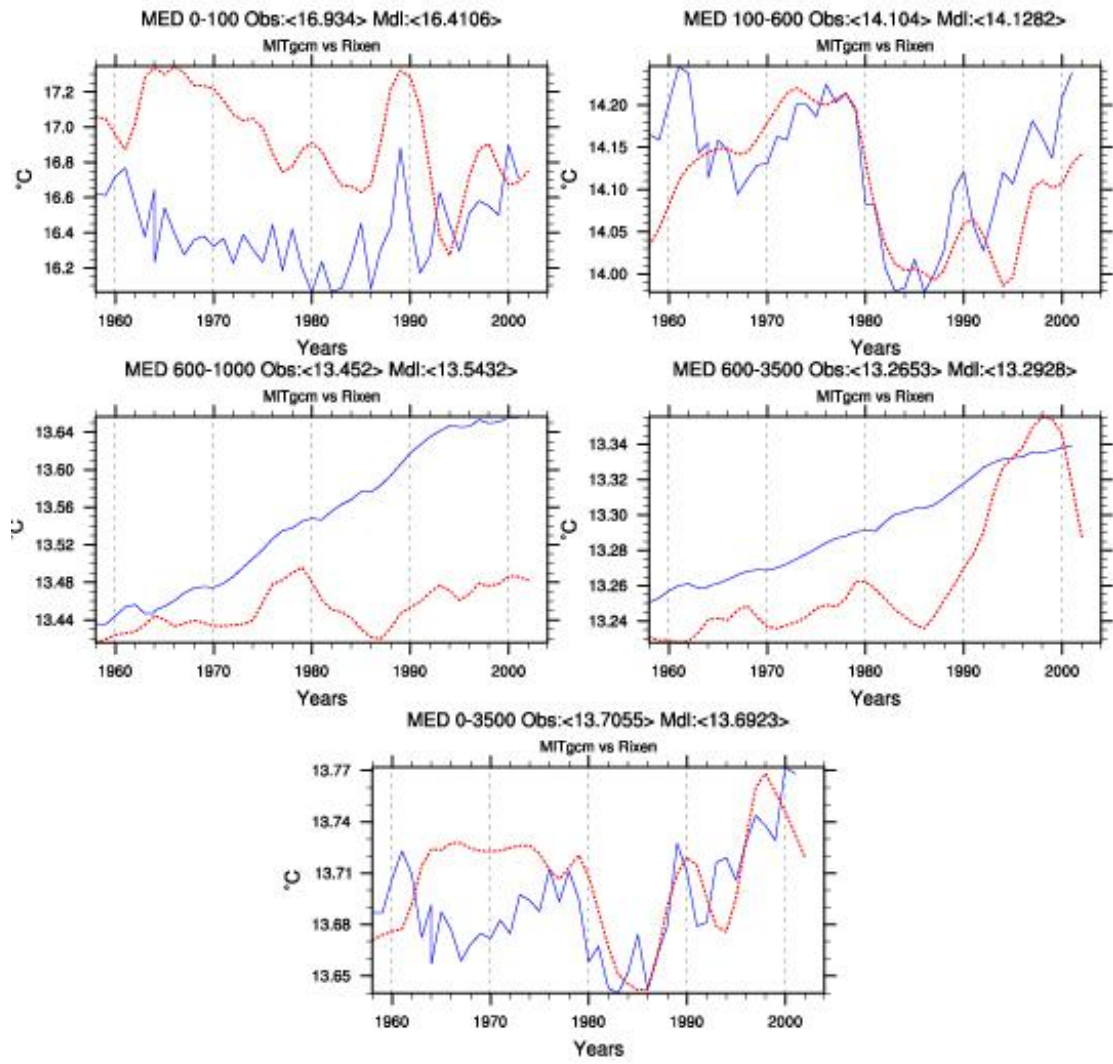 MED 0-100 Obs:<16.934> Mdl:<16.4106>
MITgcm vs Rixen
°C
17.2
17.0
16.8
16.6
16.4
16.2
1960 1970 1980 1990 2000
Years
MED 100-600 Obs:<14.104> Mdl:<14.1282>
MITgcm vs Rixen
°C
14.20
14.15
14.10
14.05
14.00
1960 1970 1980 1990 2000
Years
MED 600-1000 Obs:<13.452> Mdl:<13.5432>
MITgcm vs Rixen
°C
13.64
13.60
13.56
13.52
13.48
13.44
1960 1970 1980 1990 2000
Years
MED 600-3500 Obs:<13.2653> Mdl:<13.2928>
MITgcm vs Rixen
°C
13.34
13.32
13.30
13.28
13.26
13.24
1960 1970 1980 1990 2000
Years
MED 0-3500 Obs:<13.7055> Mdl:<13.6923>
MITgcm vs Rixen
°C
13.77
13.74
13.71
13.68
13.65
1960 1970 1980 1990 2000
Years